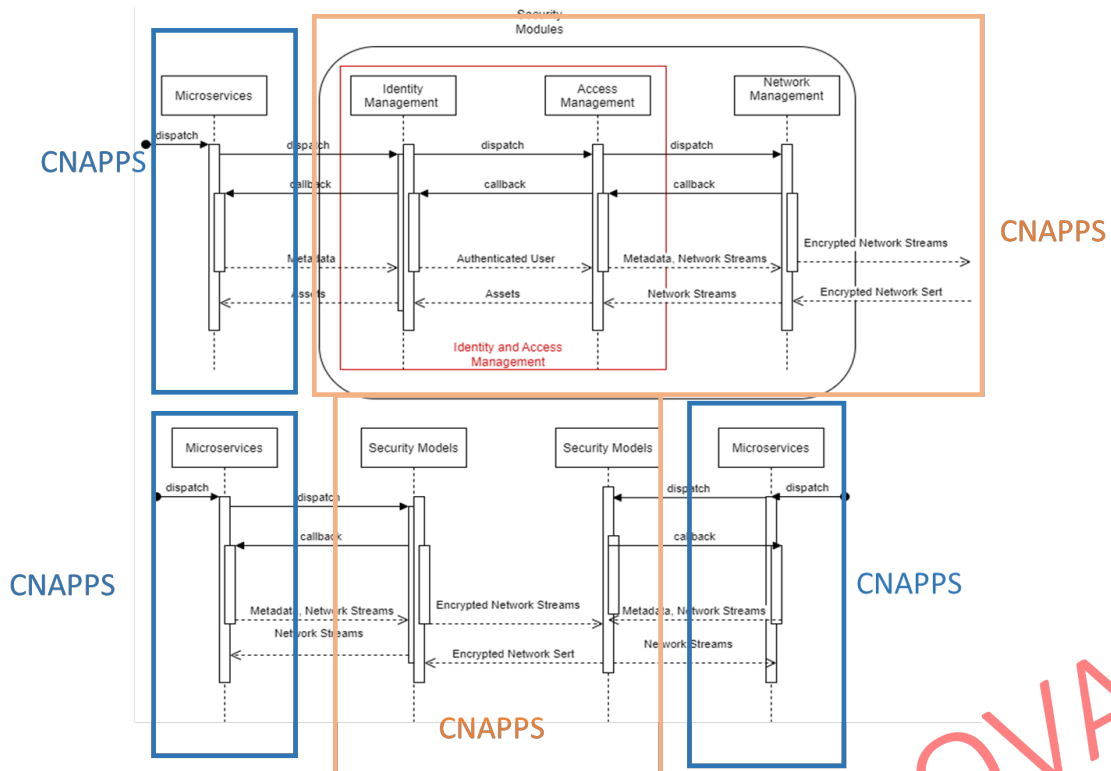 Security
Modules
Microservices
Identity
Management
Access
Management
Network
Management
dispatch
dispatch
dispatch
dispatch
CNAPPS
callback
callback
callback
CNAPPS
Encrypted Network Streams
Metadata
Authenticated User
Metadata, Network Streams
Assets
Assets
Network Streams
Encrypted Network Sert
Identity and Access
Management
Microservices
Security Models
Security Models
Microservices
dispatch
dispatch
dispatch
dispatch
callback
callback
CNAPPS
CNAPPS
Metadata, Network Streams
Encrypted Network Streams
Metadata, Network Streams
Network Streams
Encrypted Network Sert
Network Streams
CNAPPS